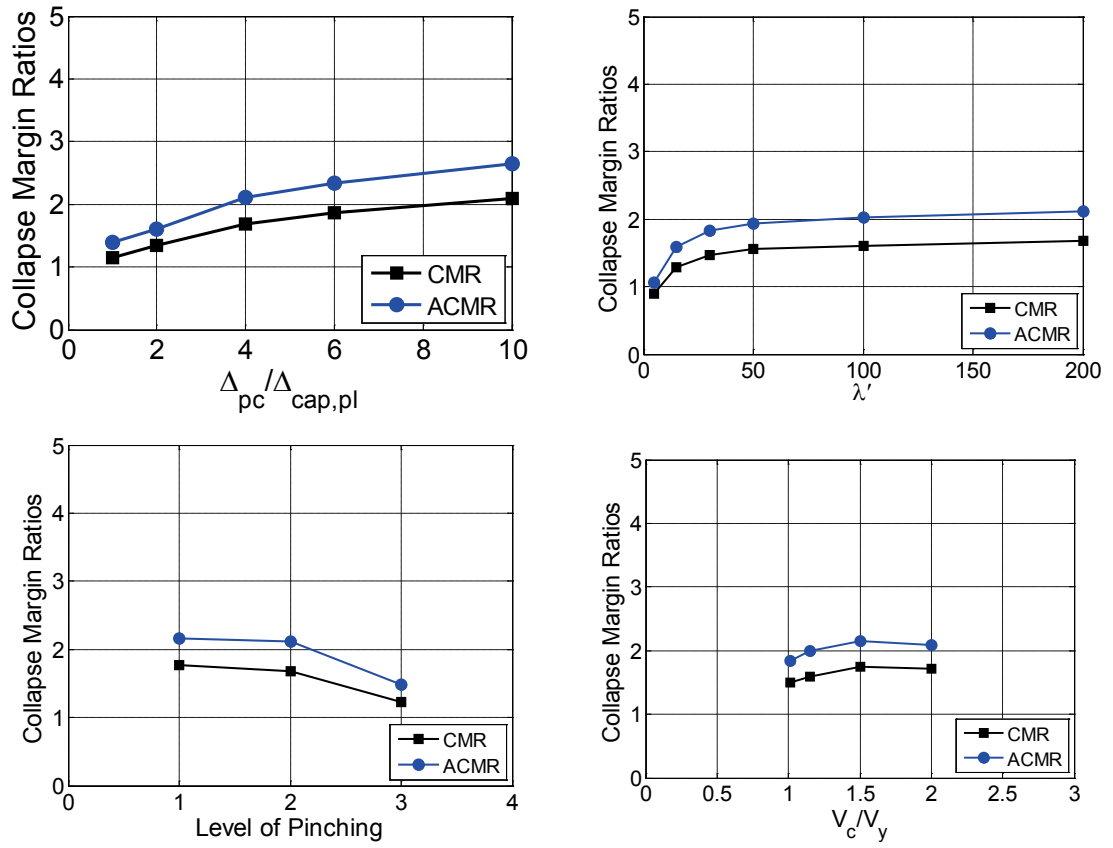 5
4
3
2
1
0
Collapse Margin Ratios
CMR
ACMR
0 2 4 6 8 10
Δpc/Δcap,pl
5
4
3
2
1
0
Collapse Margin Ratios
CMR
ACMR
0 50 100 150 200
λ′
5
4
3
2
1
0
Collapse Margin Ratios
CMR
ACMR
0 1 2 3 4
Level of Pinching
5
4
3
2
1
0
Collapse Margin Ratios
CMR
ACMR
0 0.5 1 1.5 2 2.5 3
Vc/Vy